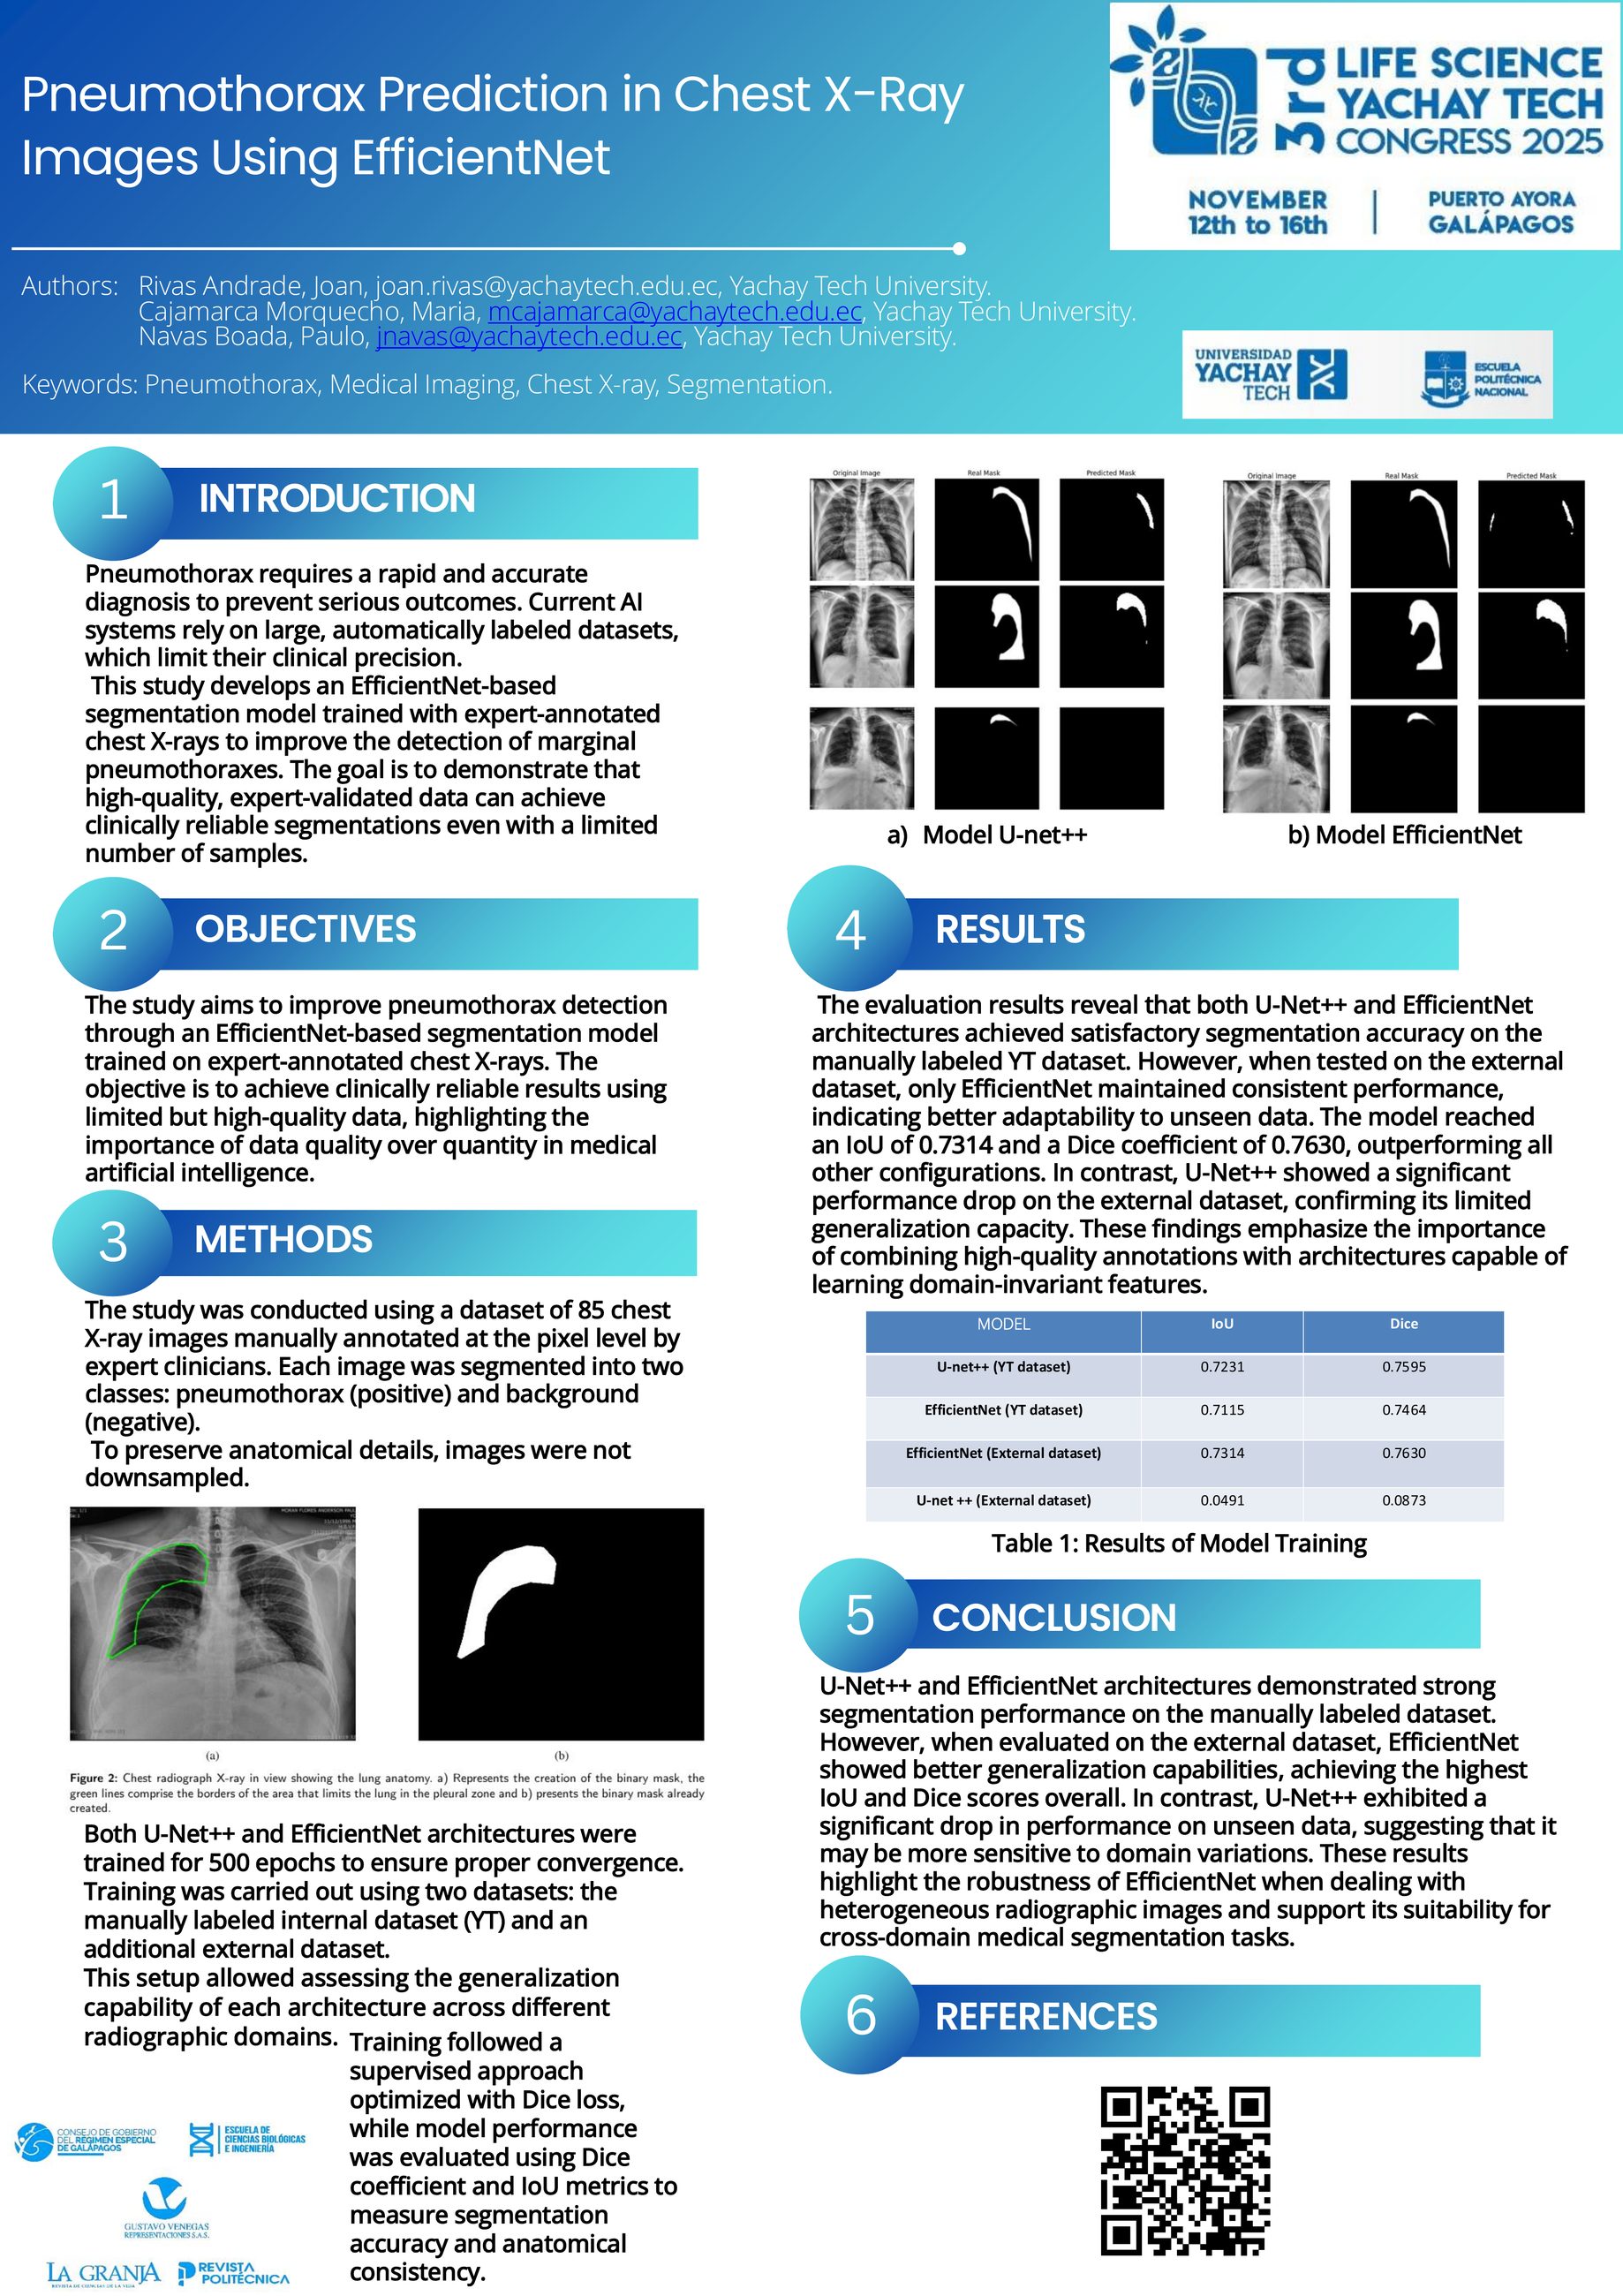 Pneumothorax Prediction in Chest X-Ray
Images Using EfficientNet
3rd
LIFE SCIENCE
YACHAY TECH
CONGRESS 2025
NOVEMBER
12th to 16th
PUERTO AYORA
GALÁPAGOS
Authors: Rivas Andrade, Joan, joan.rivas@yachaytech.edu.ec, Yachay Tech University.
Cajamarca Morquecho, Maria, mcajamarca@yachaytech.edu.ec, Yachay Tech University.
Navas Boada, Paulo, jnavas@yachaytech.edu.ec, Yachay Tech University.
Keywords: Pneumothorax, Medical Imaging, Chest X-ray, Segmentation.
UNIVERSIDAD
YACHAY
TECH
ESCUELA
POLITÉCNICA
NACIONAL
1 INTRODUCTION
Pneumothorax requires a rapid and accurate
diagnosis to prevent serious outcomes. Current AI
systems rely on large, automatically labeled datasets,
which limit their clinical precision.
This study develops an EfficientNet-based
segmentation model trained with expert-annotated
chest X-rays to improve the detection of marginal
pneumothoraxes. The goal is to demonstrate that
high-quality, expert-validated data can achieve
clinically reliable segmentations even with a limited
number of samples.
2 OBJECTIVES
The study aims to improve pneumothorax detection
through an EfficientNet-based segmentation model
trained on expert-annotated chest X-rays. The
objective is to achieve clinically reliable results using
limited but high-quality data, highlighting the
importance of data quality over quantity in medical
artificial intelligence.
3 METHODS
The study was conducted using a dataset of 85 chest
X-ray images manually annotated at the pixel level by
expert clinicians. Each image was segmented into two
classes: pneumothorax (positive) and background
(negative).
To preserve anatomical details, images were not
downsampled.
(a) (b)
Figure 2: Chest radiograph X-ray in view showing the lung anatomy. a) Represents the creation of the binary mask, the
green lines comprise the borders of the area that limits the lung in the pleural zone and b) presents the binary mask already
created.
Both U-Net++ and EfficientNet architectures were
trained for 500 epochs to ensure proper convergence.
Training was carried out using two datasets: the
manually labeled internal dataset (YT) and an
additional external dataset.
This setup allowed assessing the generalization
capability of each architecture across different
radiographic domains.
Training followed a
supervised approach
optimized with Dice loss,
while model performance
was evaluated using Dice
coefficient and IoU metrics to
measure segmentation
accuracy and anatomical
consistency.
CONSEJO DE GOBIERNO
DEL RÉGIMEN ESPECIAL
DE GALÁPAGOS
ESCUELA DE
CIENCIAS BIOLÓGICAS
E INGENIERÍA
GUSTAVO VENEGAS
REPRESENTACIONES S.A.S.
LA GRANJA
REVISTA DE CIENCIAS DE LA VIDA
REVISTA
POLITÉCNICA
Original Image Real Mask Predicted Mask
Original Image Real Mask Predicted Mask
a) Model U-net++
b) Model EfficientNet
4 RESULTS
The evaluation results reveal that both U-Net++ and EfficientNet
architectures achieved satisfactory segmentation accuracy on the
manually labeled YT dataset. However, when tested on the external
dataset, only EfficientNet maintained consistent performance,
indicating better adaptability to unseen data. The model reached
an IoU of 0.7314 and a Dice coefficient of 0.7630, outperforming all
other configurations. In contrast, U-Net++ showed a significant
performance drop on the external dataset, confirming its limited
generalization capacity. These findings emphasize the importance
of combining high-quality annotations with architectures capable of
learning domain-invariant features.
MODEL IoU Dice
U-net++ (YT dataset) 0.7231 0.7595
EfficientNet (YT dataset) 0.7115 0.7464
EfficientNet (External dataset) 0.7314 0.7630
U-net ++ (External dataset) 0.0491 0.0873
Table 1: Results of Model Training
5 CONCLUSION
U-Net++ and EfficientNet architectures demonstrated strong
segmentation performance on the manually labeled dataset.
However, when evaluated on the external dataset, EfficientNet
showed better generalization capabilities, achieving the highest
IoU and Dice scores overall. In contrast, U-Net++ exhibited a
significant drop in performance on unseen data, suggesting that it
may be more sensitive to domain variations. These results
highlight the robustness of EfficientNet when dealing with
heterogeneous radiographic images and support its suitability for
cross-domain medical segmentation tasks.
6 REFERENCES